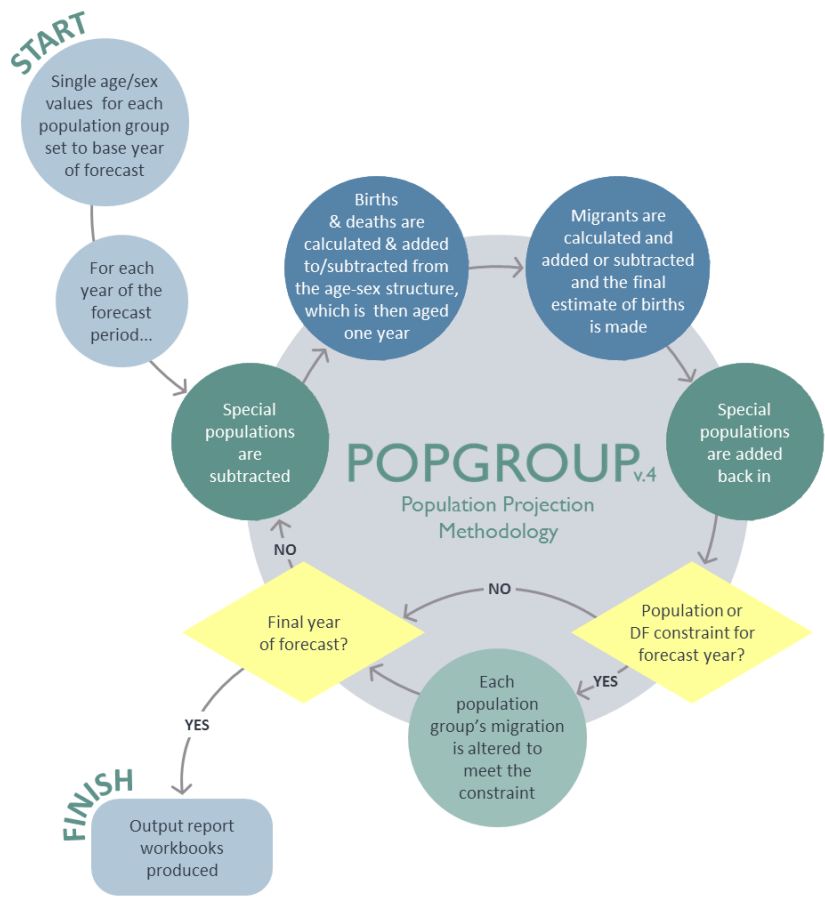 START
Single age/sex
values for each
population group
set to base year
of forecast
For each
year of the
forecast
period...
Special
populations
are
subtracted
Births
& deaths are
calculated & added
to/subtracted from
the age-sex structure,
which is then aged
one year
Migrants are
calculated and
added or subtracted
and the final
estimate of births
is made
Special
populations
are added
back in
POPGROUP v.4
Population Projection
Methodology
Population or
DF constraint for
forecast year?
NO
YES
Each
population
group's migration
is altered to
meet the
constraint
Final year
of forecast?
NO
YES
FINISH
Output report
workbooks
produced